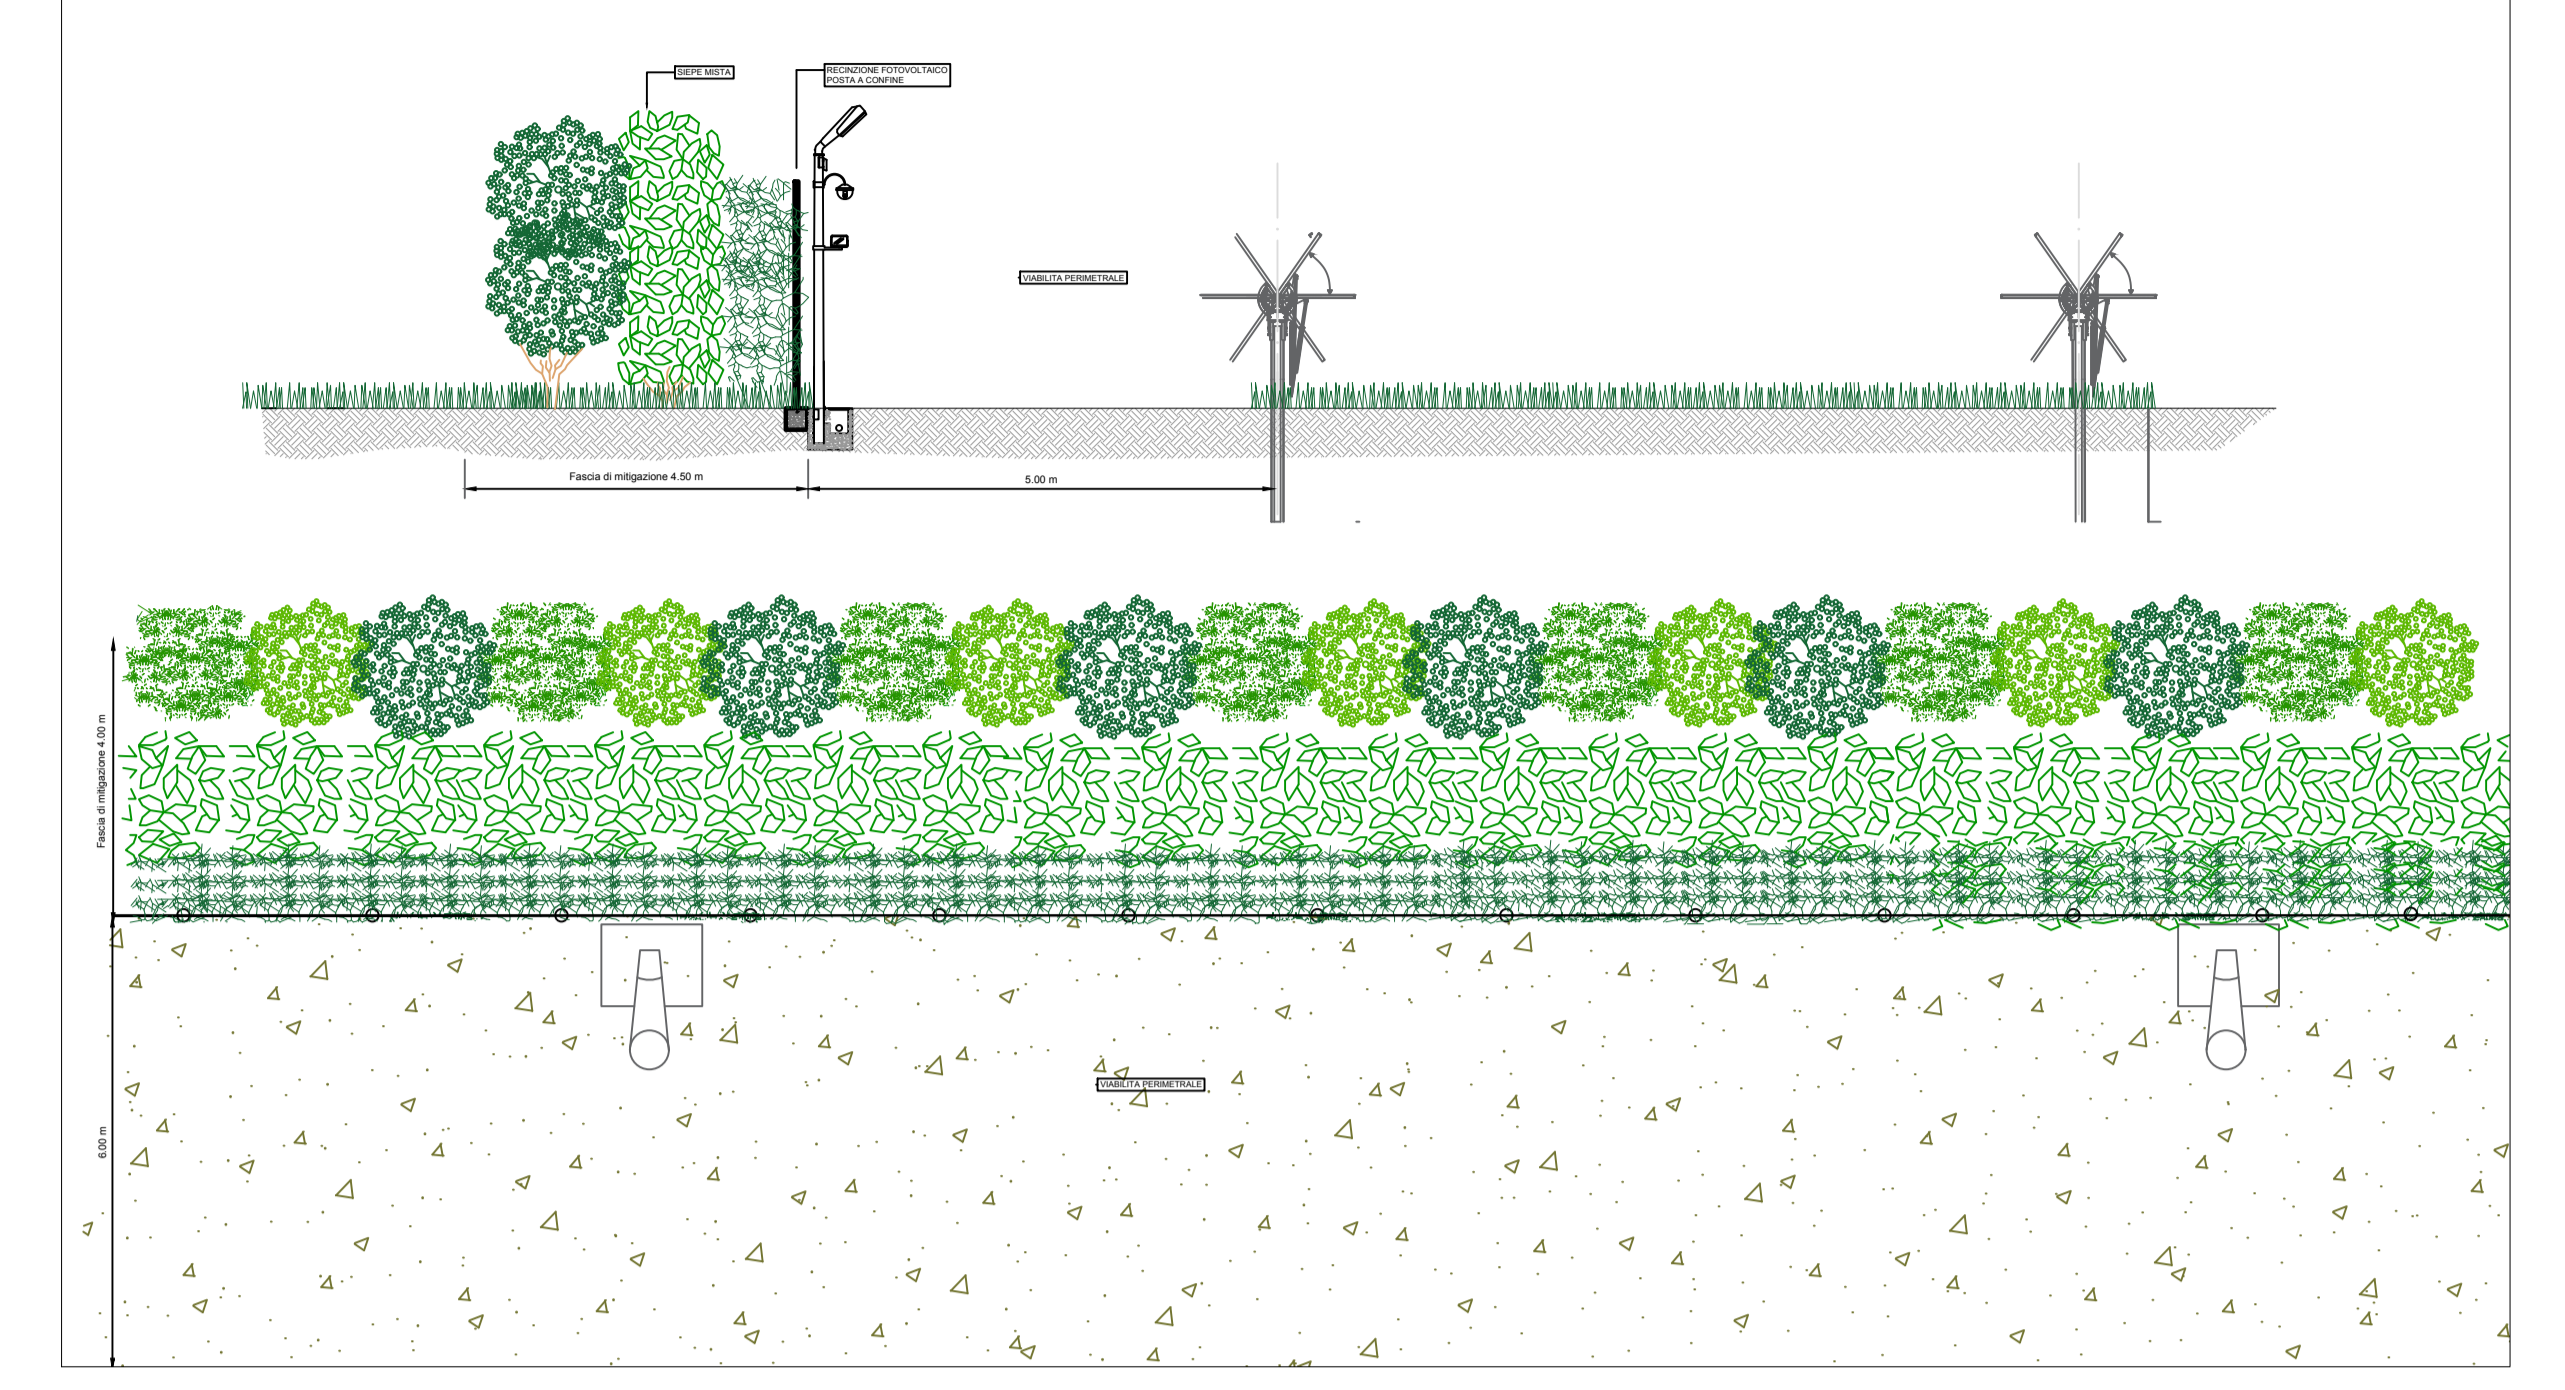 SIEPE MISTA
RECINZIONE FOTOVOLTAICO
POSTA A CONFINE
VIABILITA PERIMETRALE
Fascia di mitigazione 4.50 m
5.00 m
Fascia di mitigazione 4.00 m
VIABILITA PERIMETRALE
6.00 m